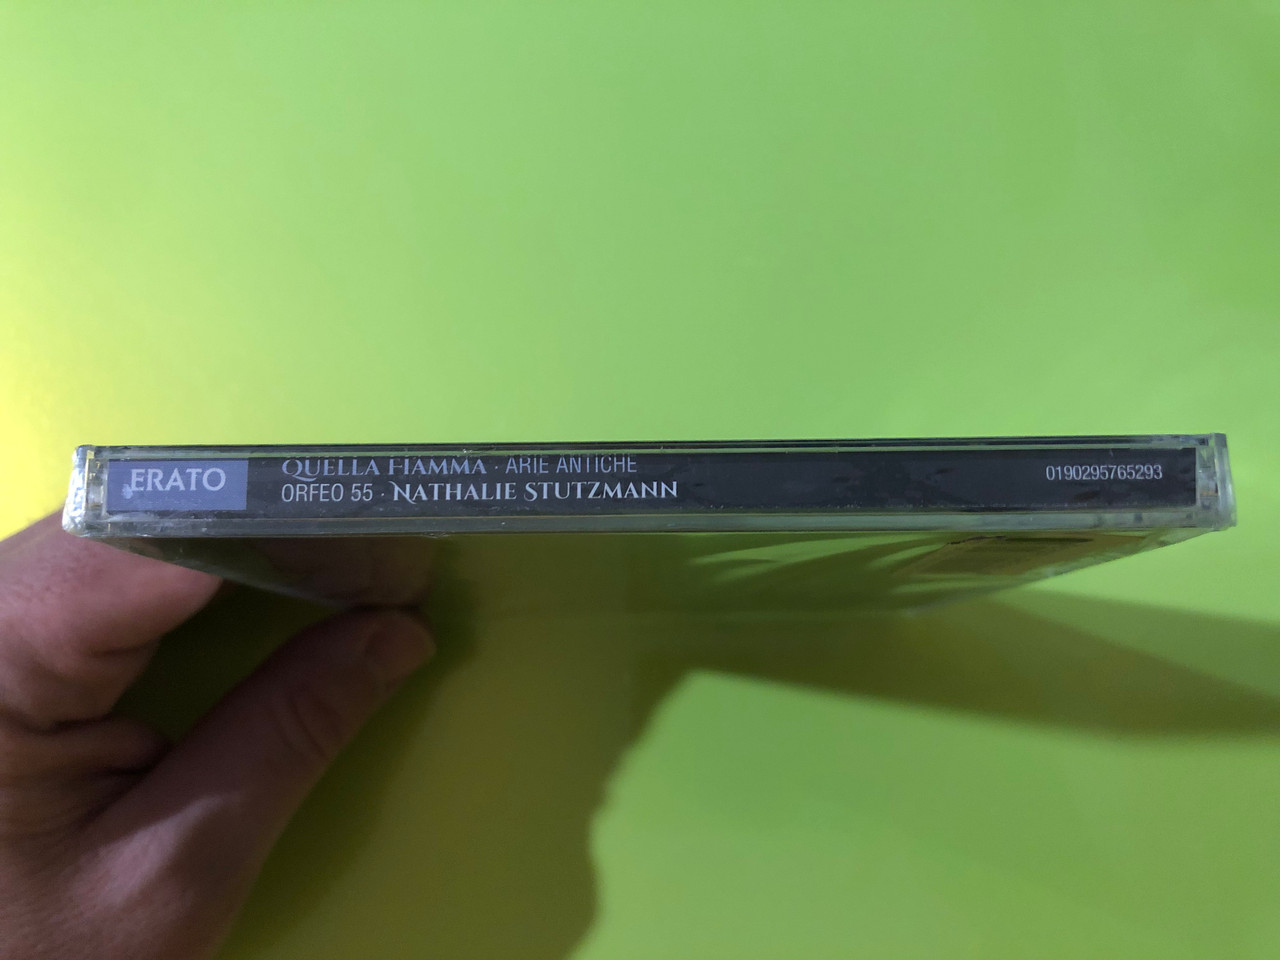 ERATO
QUELLA FIAMMA · ARIE ANTICHE
ORFEO 55 · NATHALIE STUTZMANN
0190295765293